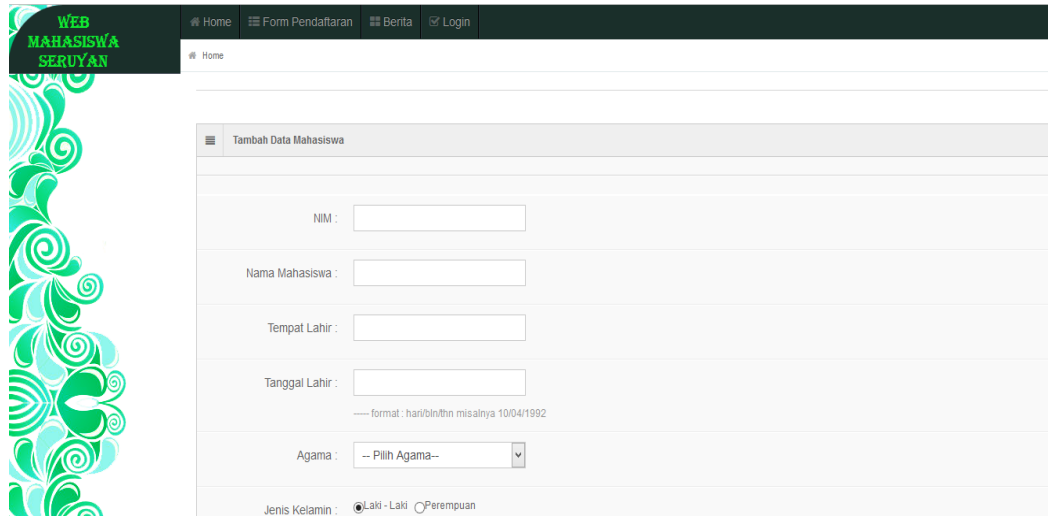 WEB
MAHASISWA
SERUYAN
Home Form Pendaftaran Berita Login
Home
Tambah Data Mahasiswa
NIM :
Nama Mahasiswa :
Tempat Lahir :
Tanggal Lahir :
---- format : hari/bln/thn misalnya 10/04/1992
Agama : -- Pilih Agama--
Jenis Kelamin : Laki - Laki Perempuan